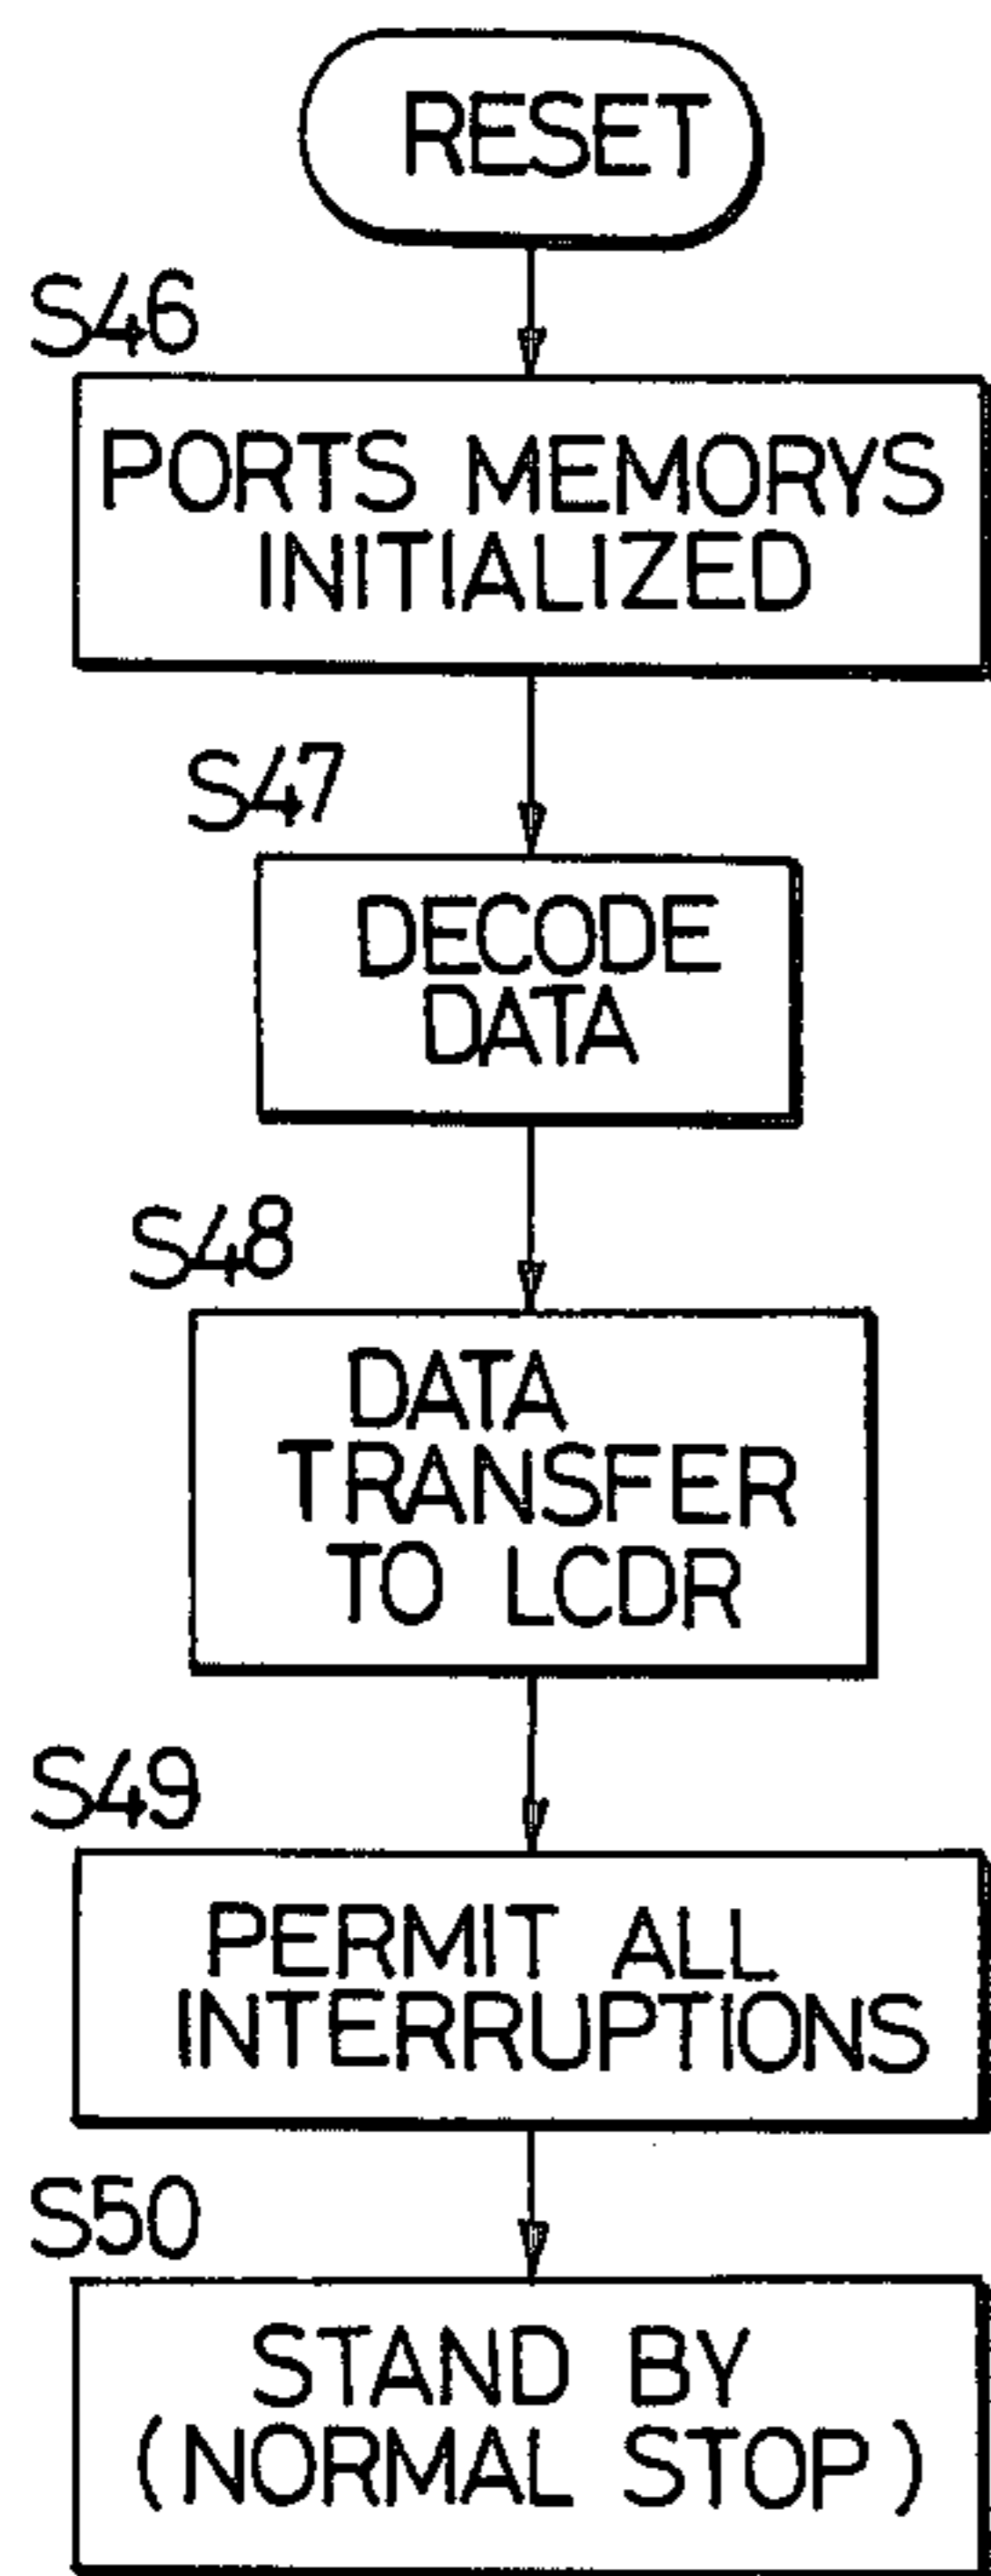 RESET
S46
PORTS MEMORYS
INITIALIZED
S47
DECODE
DATA
S48
DATA
TRANSFER
TO LCDR
S49
PERMIT ALL
INTERRUPTIONS
S50
STAND BY
(NORMAL STOP)